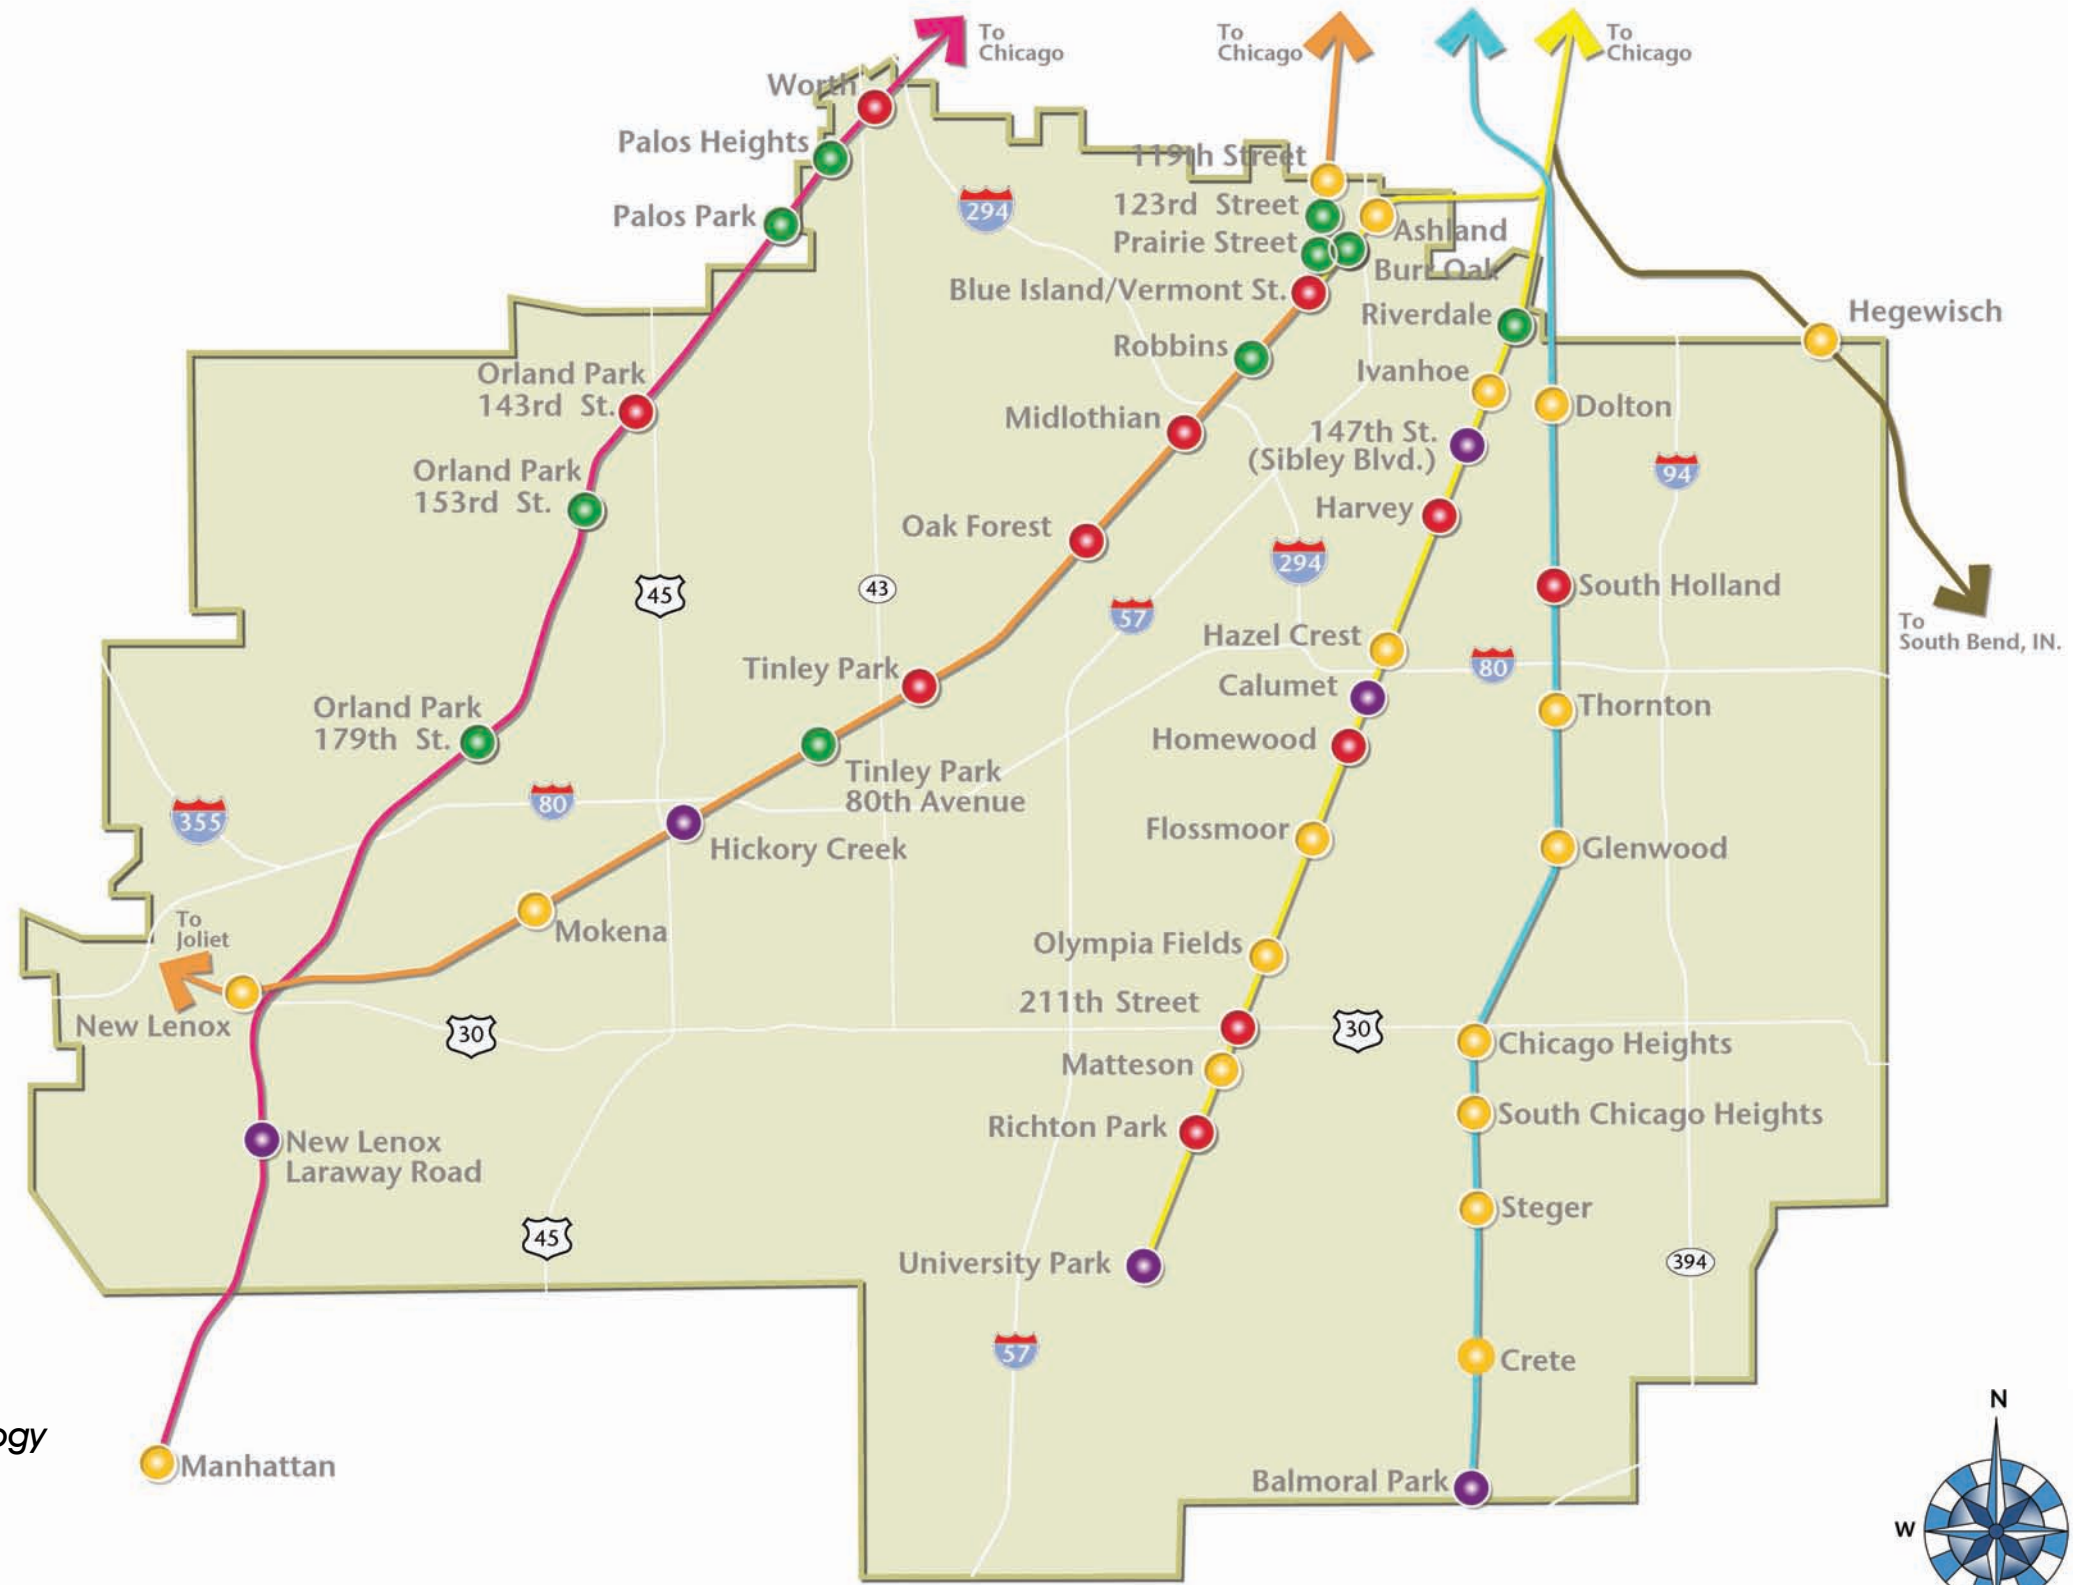 To
Chicago
To
Chicago
To
Chicago
Worth
Palos Heights
Palos Park
Orland Park
143rd St.
Orland Park
153rd St.
Orland Park
179th St.
New Lenox
Laraway Road
Manhattan
119th Street
123rd Street
Prairie Street
Blue Island/Vermont St.
Robbins
Midlothian
Oak Forest
Tinley Park
Tinley Park
80th Avenue
Hickory Creek
Mokena
New Lenox
To
Joliet
Ashland
Burr Oak
Riverdale
Ivanhoe
147th St.
(Sibley Blvd.)
Harvey
Hazel Crest
Calumet
Homewood
Flossmoor
Olympia Fields
211th Street
Matteson
Richton Park
University Park
Dolton
South Holland
Thornton
Glenwood
Chicago Heights
South Chicago Heights
Steger
Crete
Balmoral Park
Hegewisch
To
South Bend, IN.
294
45
43
57
294
94
80
80
355
30
30
45
57
394
ogy
N
W